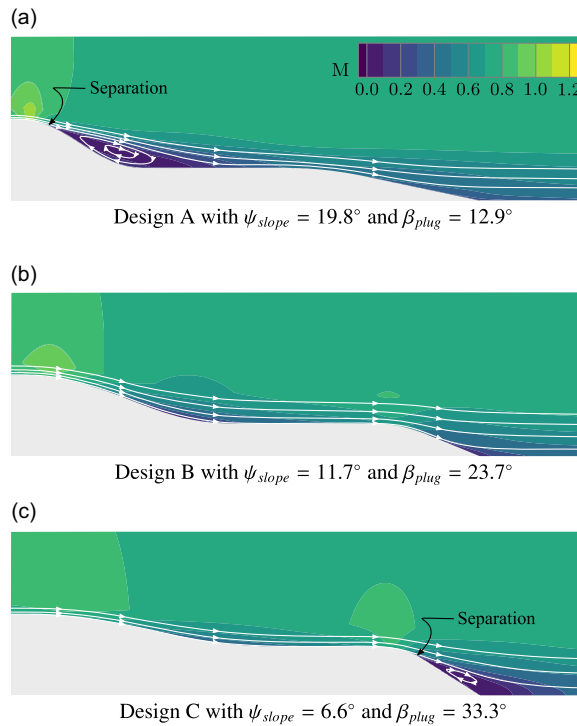 (a)
Separation
M
0.0 0.2 0.4 0.6 0.8 1.0 1.2
Design A with ψslope = 19.8° and βplug = 12.9°
(b)
Design B with ψslope = 11.7° and βplug = 23.7°
(c)
Separation
Design C with ψslope = 6.6° and βplug = 33.3°